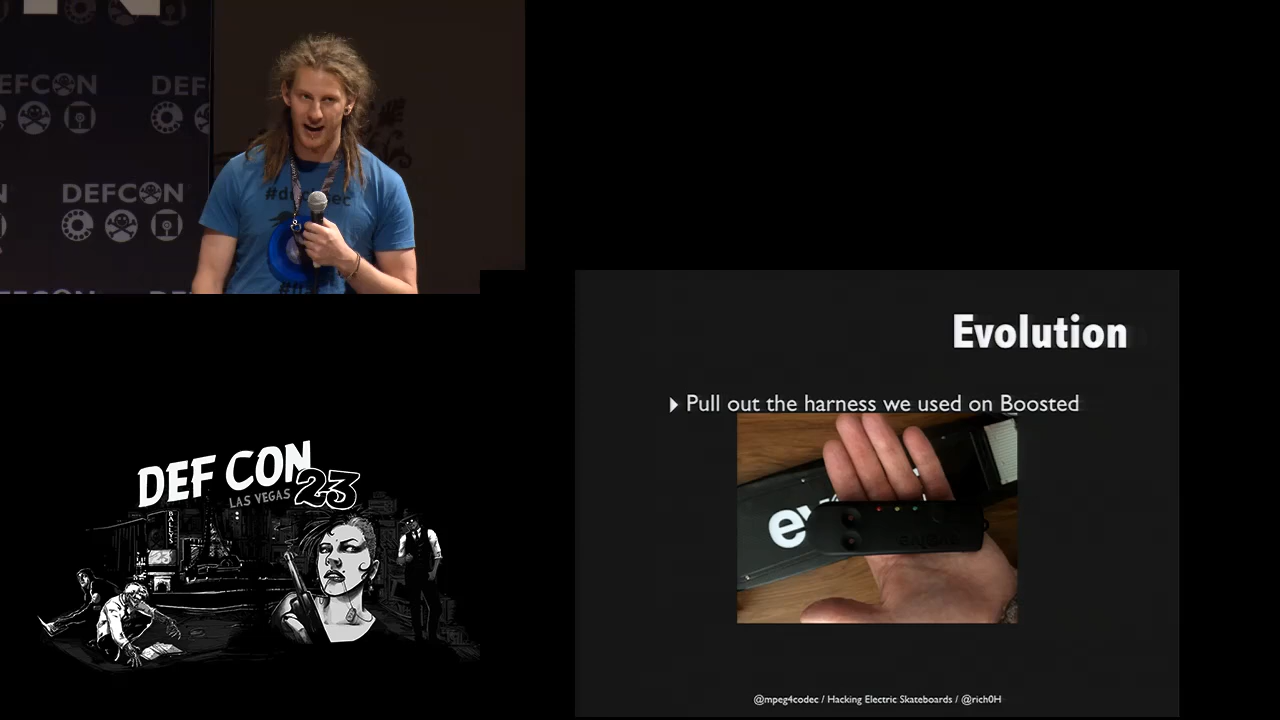 DEFCON
#
DEFCON
Evolution
Pull out the harness we used on Boosted
DEF CON 23
LAS VEGAS
BALLYS
@mpeg4codec / Hacking Electric Skateboards / @rich0H